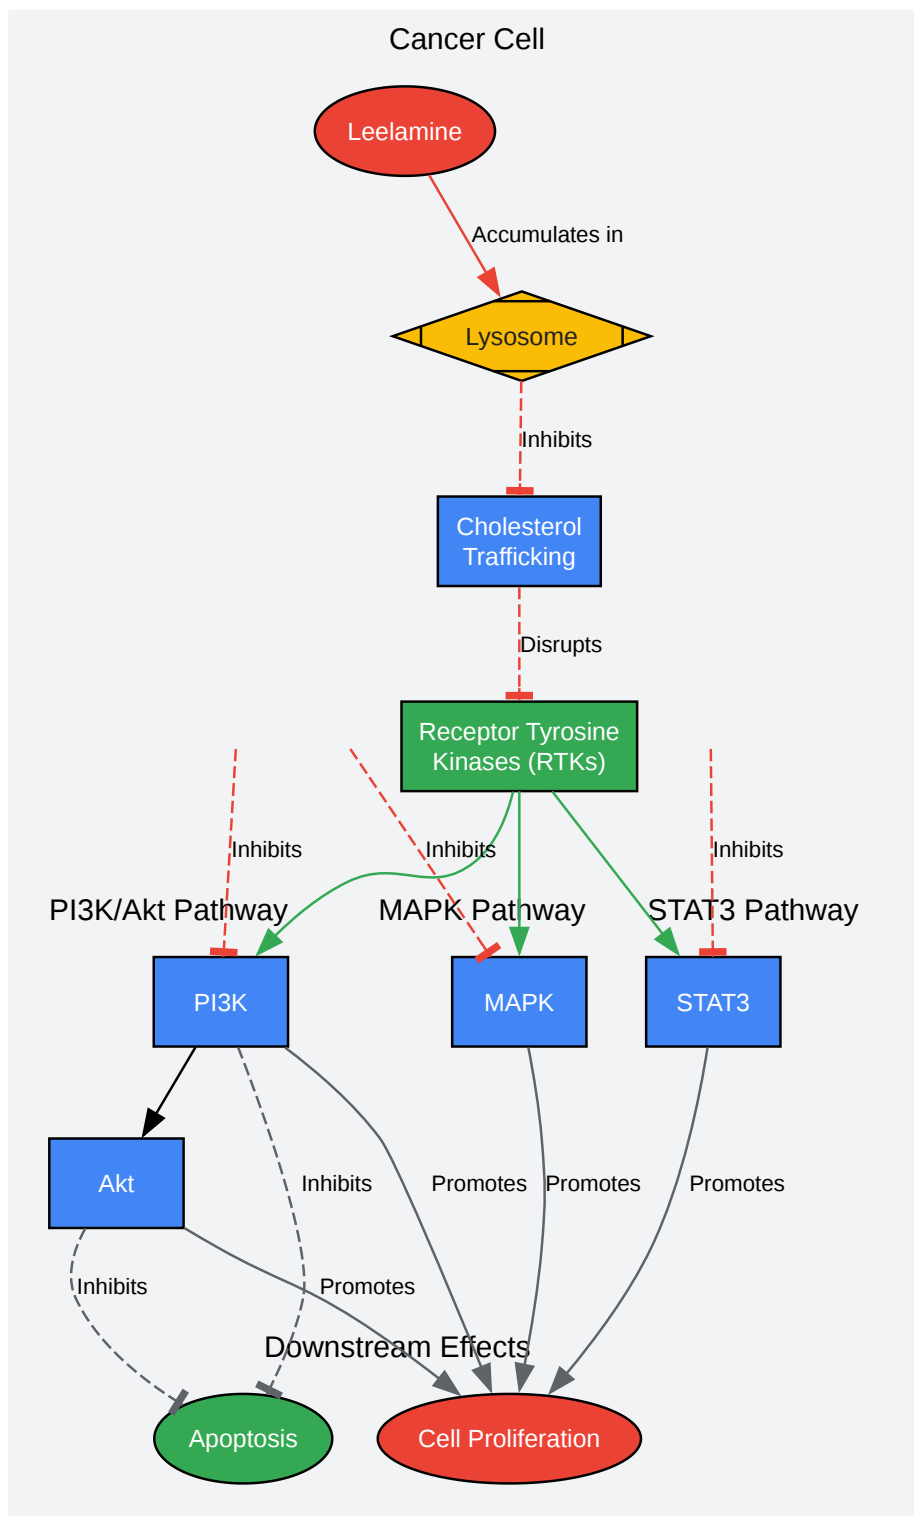 Cancer Cell
Leelamine
Accumulates in
Lysosome
Inhibits
Cholesterol
Trafficking
Disrupts
Receptor Tyrosine
Kinases (RTKs)
Inhibits
Inhibits
Inhibits
PI3K/Akt Pathway
MAPK Pathway
STAT3 Pathway
PI3K
MAPK
STAT3
Akt
Inhibits
Promotes
Promotes
Promotes
Inhibits
Promotes
Downstream Effects
Apoptosis
Cell Proliferation